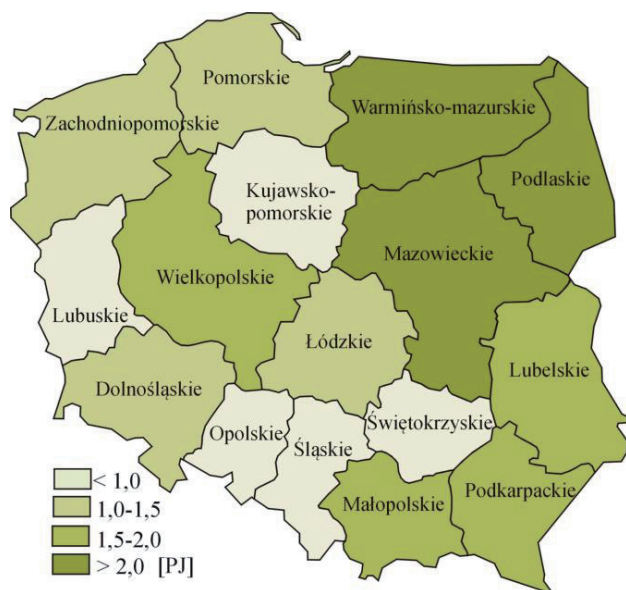 Pomorskie
Zachodniopomorskie
Warmińsko-mazurskie
Podlaskie
Kujawsko-
pomorskie
Mazowieckie
Wielkopolskie
Lubuskie
Łódzkie
Lubelskie
Dolnośląskie
Opolskie
Śląskie
Świętokrzyskie
Małopolskie
Podkarpackie
< 1,0
1,0-1,5
1,5-2,0
> 2,0 [PJ]